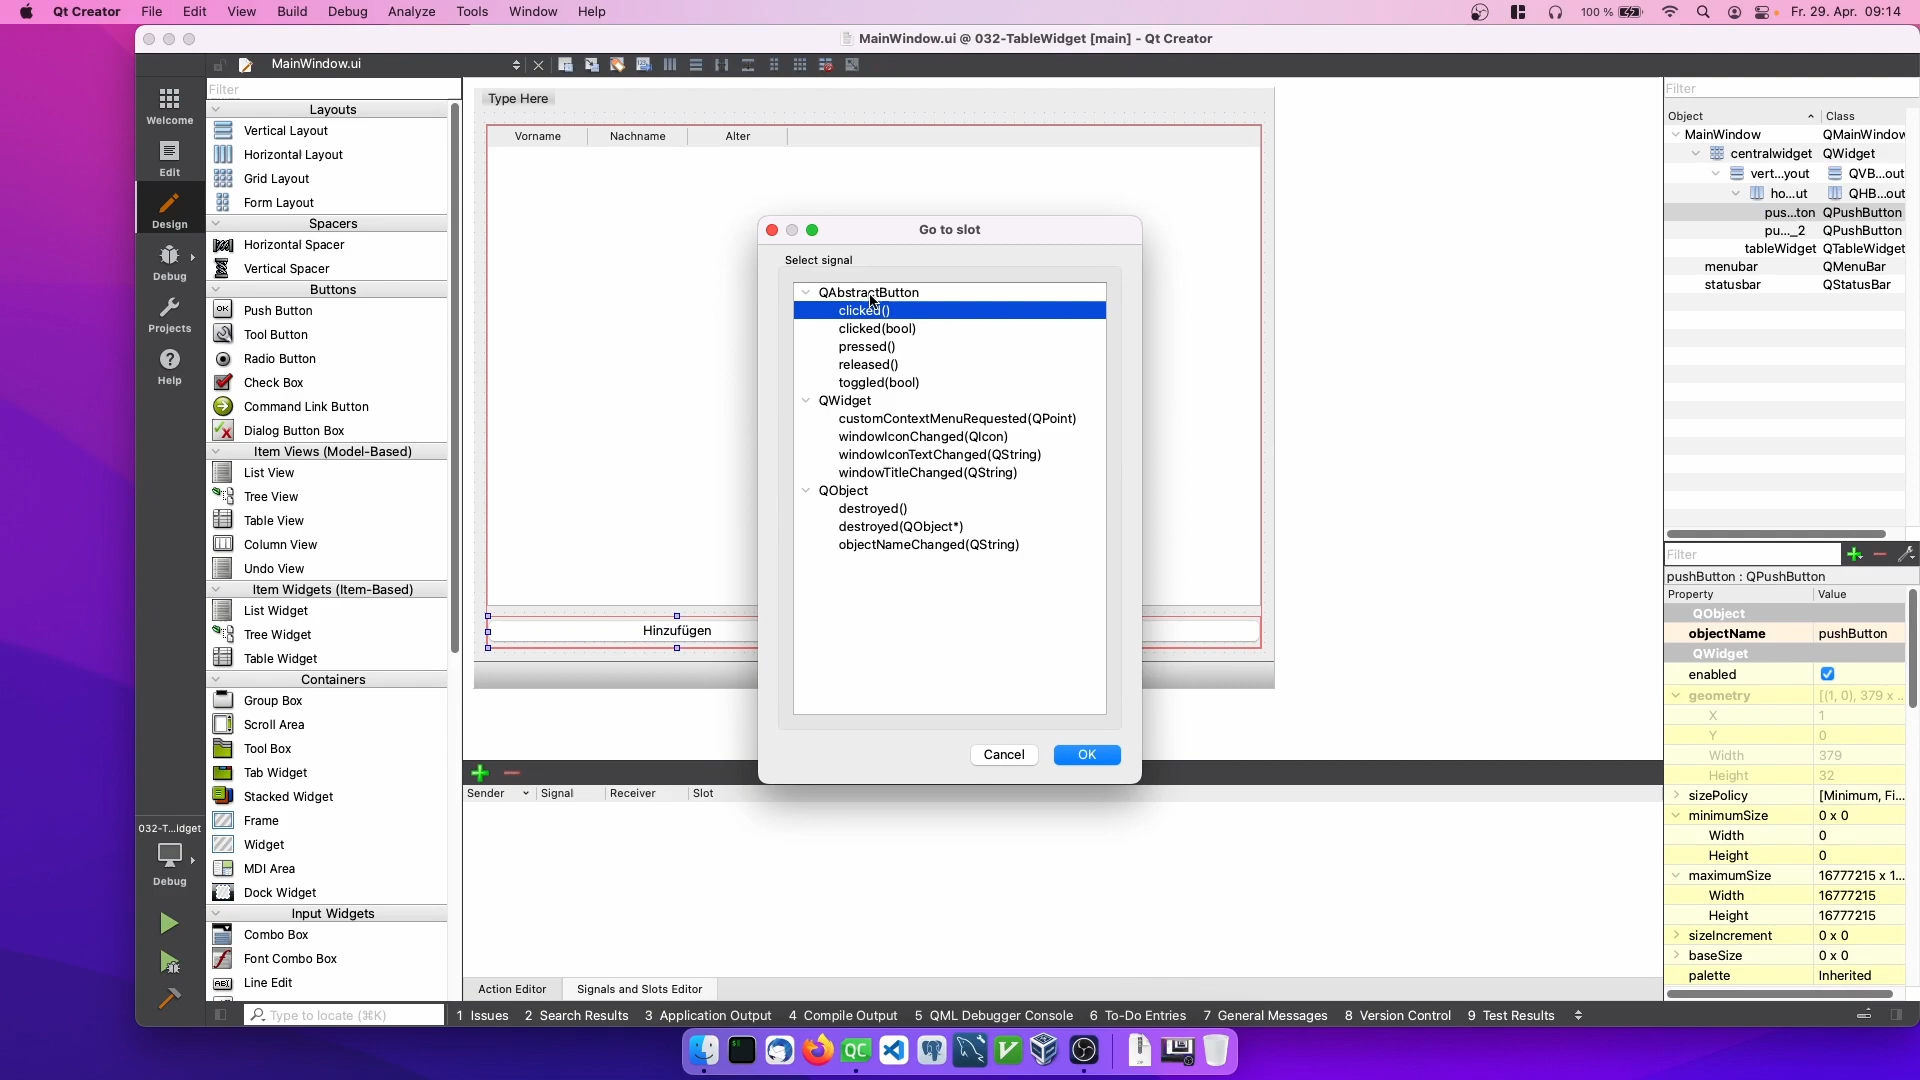 Qt Creator File Edit View Build Debug Analyze Tools Window Help 100 % Fr. 29. Apr. 09:14
MainWindow.ui @ 032-TableWidget [main] - Qt Creator
MainWindow.ui
Welcome
Edit
Design
Debug
Projects
Help
032-T...idget
Debug
Filter
Layouts
Vertical Layout
Horizontal Layout
Grid Layout
Form Layout
Spacers
Horizontal Spacer
Vertical Spacer
Buttons
OK Push Button
Tool Button
Radio Button
Check Box
Command Link Button
Dialog Button Box
Item Views (Model-Based)
List View
Tree View
Table View
Column View
Undo View
Item Widgets (Item-Based)
List Widget
Tree Widget
Table Widget
Containers
Group Box
Scroll Area
Tool Box
Tab Widget
Stacked Widget
Frame
Widget
MDI Area
Dock Widget
Input Widgets
Combo Box
Font Combo Box
Line Edit
Type Here
Vorname Nachname Alter
Hinzufügen
Go to slot
Select signal
QAbstractButton
clicked()
clicked(bool)
pressed()
released()
toggled(bool)
QWidget
customContextMenuRequested(QPoint)
windowIconChanged(QIcon)
windowIconTextChanged(QString)
windowTitleChanged(QString)
QObject
destroyed()
destroyed(QObject*)
objectNameChanged(QString)
Cancel OK
Sender Signal Receiver Slot
Action Editor Signals and Slots Editor
Filter
Object Class
MainWindow QMainWindow
centralwidget QWidget
vert...yout QVB...out
ho...ut QHB...out
pus...ton QPushButton
pu..._2 QPushButton
tableWidget QTableWidget
menubar QMenuBar
statusbar QStatusBar
Filter
pushButton : QPushButton
Property Value
QObject
objectName pushButton
QWidget
enabled
geometry [(1, 0), 379 x ..
X 1
Y 0
Width 379
Height 32
sizePolicy [Minimum, Fi...
minimumSize 0 x 0
Width 0
Height 0
maximumSize 16777215 x 1...
Width 16777215
Height 16777215
sizeIncrement 0 x 0
baseSize 0 x 0
palette Inherited
Type to locate (⌘K) 1 Issues 2 Search Results 3 Application Output 4 Compile Output 5 QML Debugger Console 6 To-Do Entries 7 General Messages 8 Version Control 9 Test Results
QC